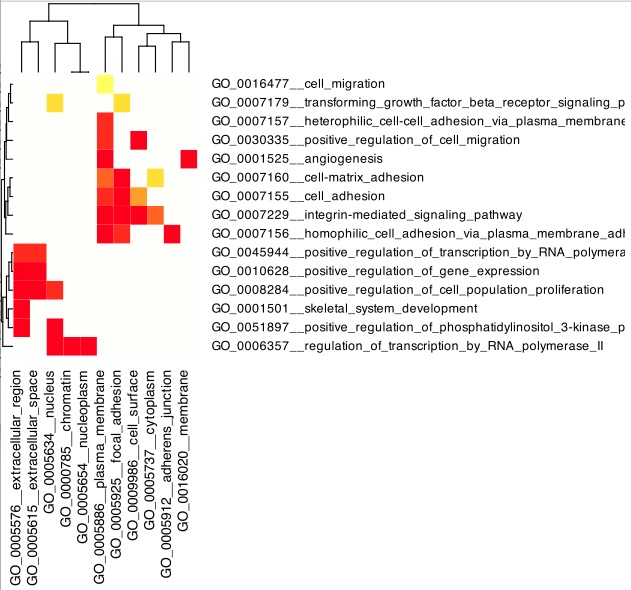 GO_0016477__cell_migration
GO_0007179__transforming_growth_factor_beta_receptor_signaling_p
GO_0007157__heterophilic_cell-cell_adhesion_via_plasma_membrane
GO_0030335__positive_regulation_of_cell_migration
GO_0001525__angiogenesis
GO_0007160__cell-matrix_adhesion
GO_0007155__cell_adhesion
GO_0007229__integrin-mediated_signaling_pathway
GO_0007156__homophilic_cell_adhesion_via_plasma_membrane_adh
GO_0045944__positive_regulation_of_transcription_by_RNA_polymera
GO_0010628__positive_regulation_of_gene_expression
GO_0008284__positive_regulation_of_cell_population_proliferation
GO_0001501__skeletal_system_development
GO_0051897__positive_regulation_of_phosphatidylinositol_3-kinase_p
GO_0006357__regulation_of_transcription_by_RNA_polymerase_II
GO_0005576__extracellular_region
GO_0005615__extracellular_space
GO_0005634__nucleus
GO_0000785__chromatin
GO_0005654__nucleoplasm
GO_0005886__plasma_membrane
GO_0005925__focal_adhesion
GO_0009986__cell_surface
GO_0005737__cytoplasm
GO_0005912__adherens_junction
GO_0016020__membrane